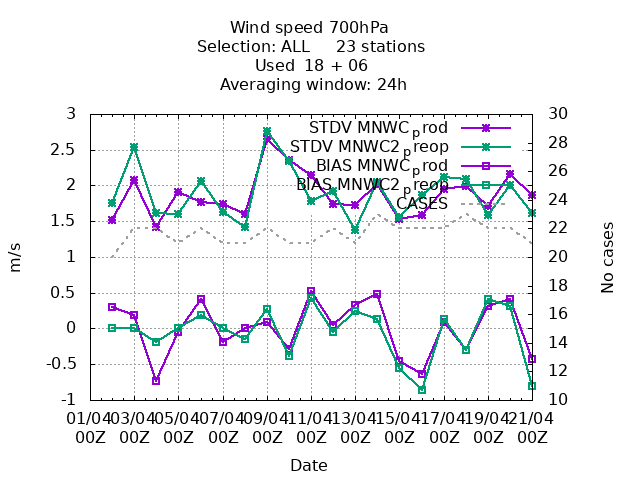 Wind speed 700hPa
Selection: ALL 23 stations
Used 18 + 06
Averaging window: 24h
3 30
2.5 28
2 26
1.5 24
1 22
0.5 20
0 18
-0.5 16
-1 14
12
10
STDV MNWC_prod
STDV MNWC2_preop
BIAS MNWC_prod
BIAS MNWC2_preop
CASES
m/s
No cases
01/04 03/04 05/04 07/04 09/04 11/04 13/04 15/04 17/04 19/04 21/04
00Z 00Z 00Z 00Z 00Z 00Z 00Z 00Z 00Z 00Z 00Z
Date